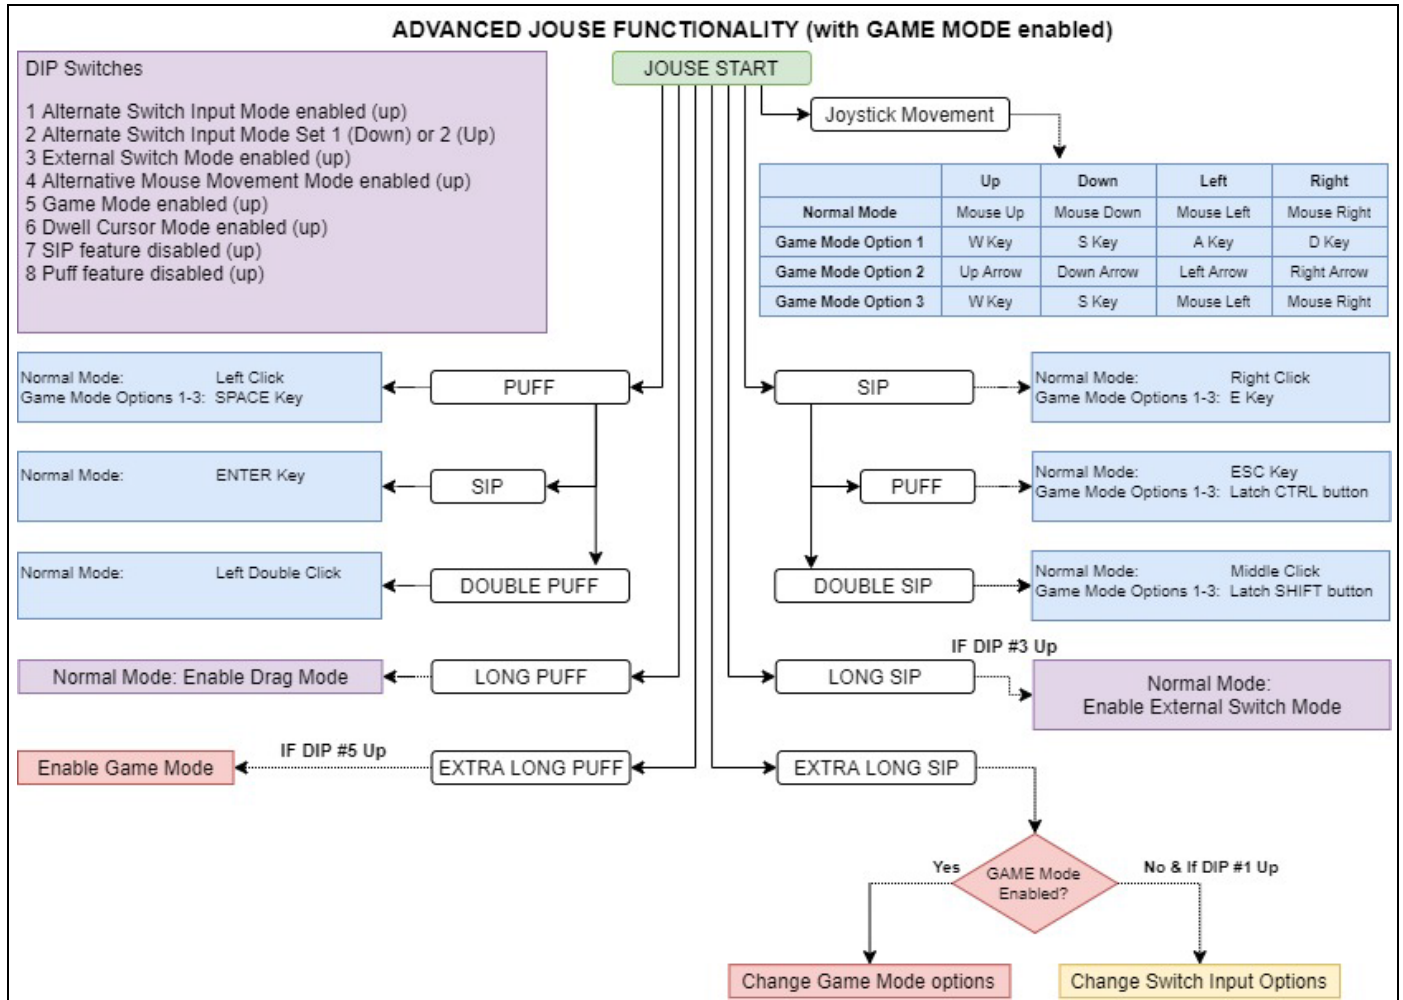 ADVANCED JOUSE FUNCTIONALITY (with GAME MODE enabled)
DIP Switches
1 Alternate Switch Input Mode enabled (up)
2 Alternate Switch Input Mode Set 1 (Down) or 2 (Up)
3 External Switch Mode enabled (up)
4 Alternative Mouse Movement Mode enabled (up)
5 Game Mode enabled (up)
6 Dwell Cursor Mode enabled (up)
7 SIP feature disabled (up)
8 Puff feature disabled (up)
JOUSE START
Joystick Movement
Up Down Left Right
Normal Mode Mouse Up Mouse Down Mouse Left Mouse Right
Game Mode Option 1 W Key S Key A Key D Key
Game Mode Option 2 Up Arrow Down Arrow Left Arrow Right Arrow
Game Mode Option 3 W Key S Key Mouse Left Mouse Right
Normal Mode: Left Click
Game Mode Options 1-3: SPACE Key
PUFF
SIP
Normal Mode: Right Click
Game Mode Options 1-3: E Key
Normal Mode: ENTER Key
SIP
PUFF
Normal Mode: ESC Key
Game Mode Options 1-3: Latch CTRL button
Normal Mode: Left Double Click
DOUBLE PUFF
DOUBLE SIP
Normal Mode: Middle Click
Game Mode Options 1-3: Latch SHIFT button
Normal Mode: Enable Drag Mode
LONG PUFF
LONG SIP
IF DIP #3 Up
Normal Mode:
Enable External Switch Mode
Enable Game Mode
IF DIP #5 Up
EXTRA LONG PUFF
EXTRA LONG SIP
GAME Mode
Enabled?
Yes
No & If DIP #1 Up
Change Game Mode options
Change Switch Input Options